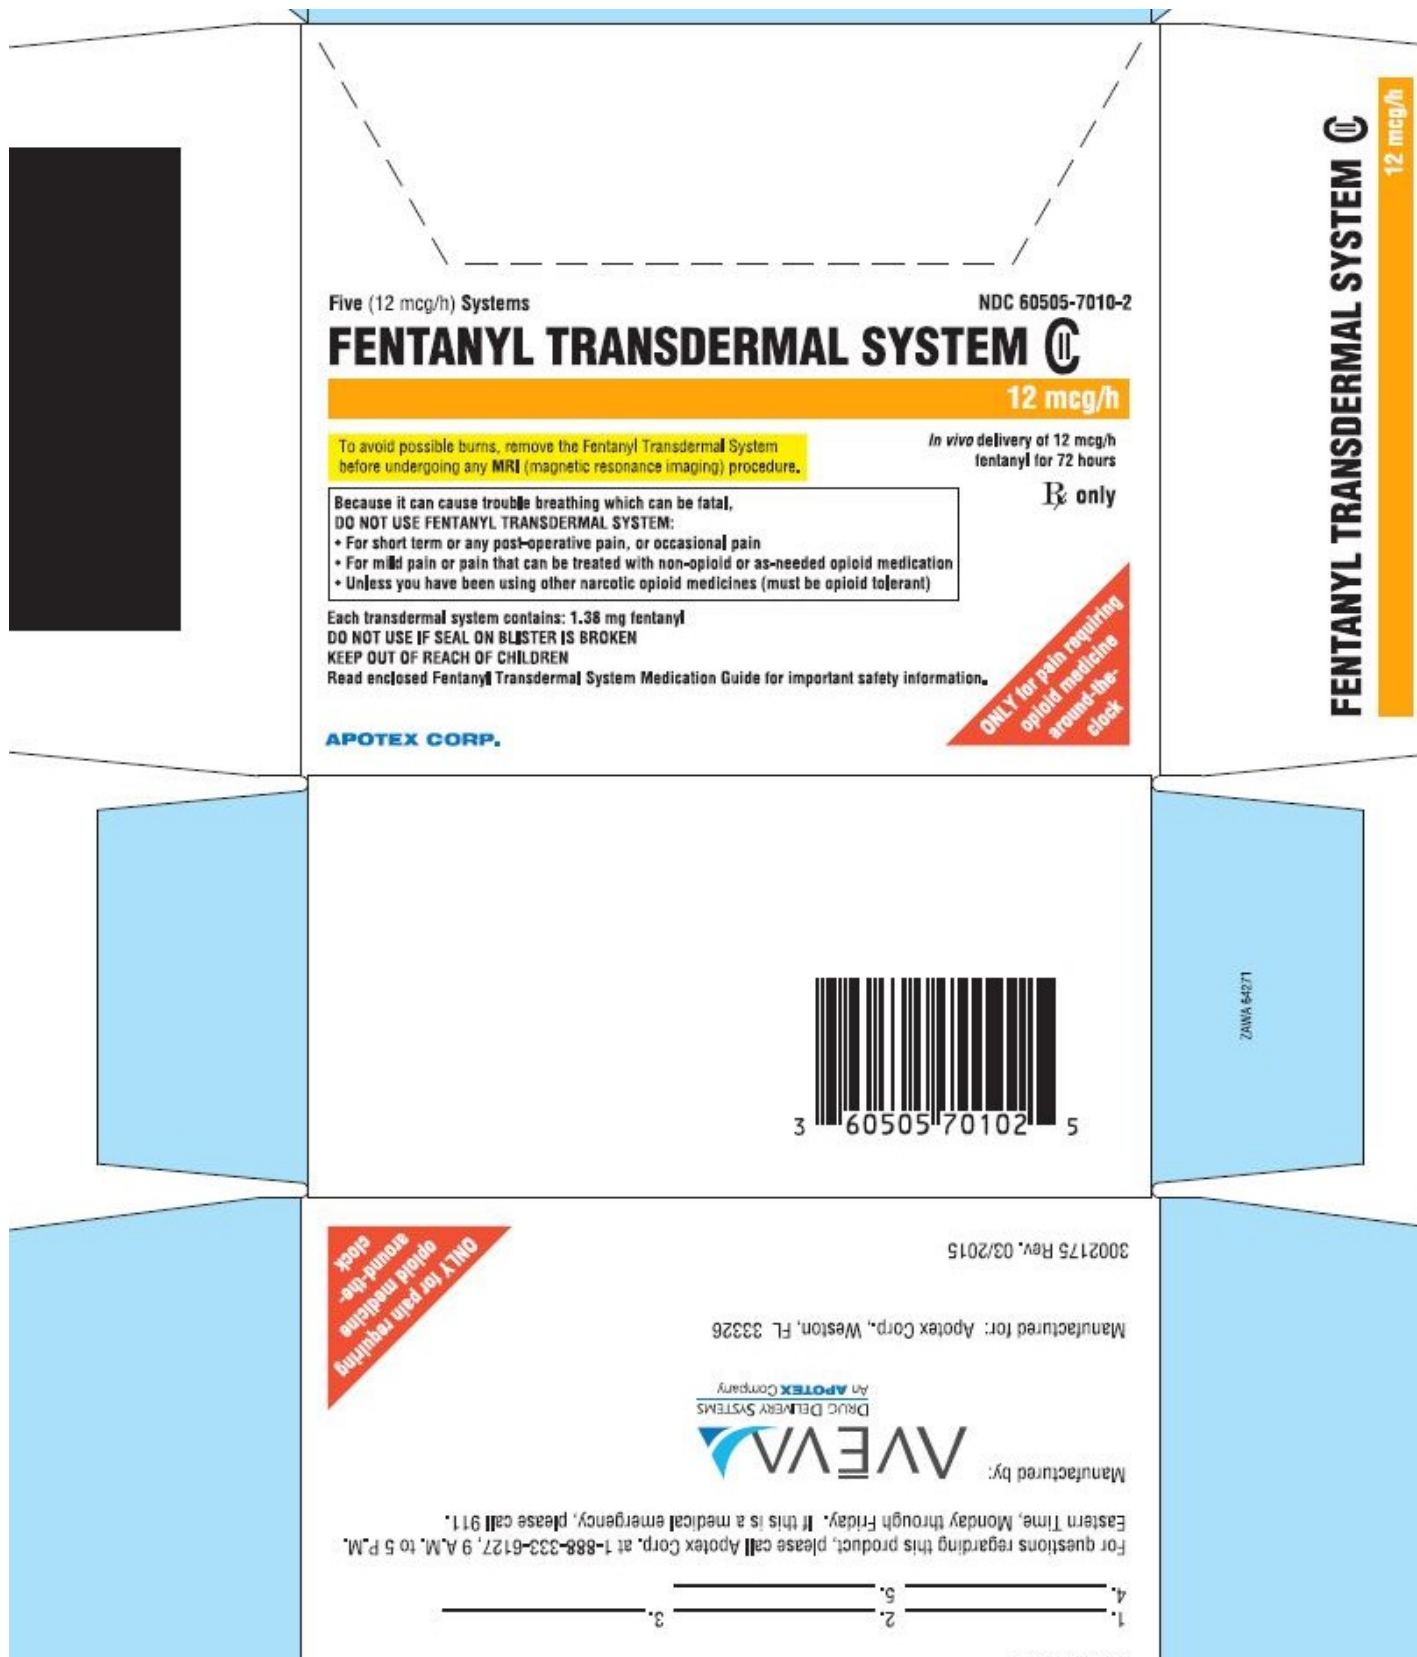 Five (12 mcg/h) Systems
NDC 60505-7010-2
FENTANYL TRANSDERMAL SYSTEM CII
12 mcg/h
To avoid possible burns, remove the Fentanyl Transdermal System
before undergoing any MRI (magnetic resonance imaging) procedure.
In vivo delivery of 12 mcg/h
fentanyl for 72 hours
Rx only
Because it can cause trouble breathing which can be fatal,
DO NOT USE FENTANYL TRANSDERMAL SYSTEM:
• For short term or any post-operative pain, or occasional pain
• For mild pain or pain that can be treated with non-opioid or as-needed opioid medication
• Unless you have been using other narcotic opioid medicines (must be opioid tolerant)
Each transdermal system contains: 1.38 mg fentanyl
DO NOT USE IF SEAL ON BLISTER IS BROKEN
KEEP OUT OF REACH OF CHILDREN
Read enclosed Fentanyl Transdermal System Medication Guide for important safety information.
ONLY for pain requiring
opioid medicine
around-the-
clock
APOTEX CORP.
FENTANYL TRANSDERMAL SYSTEM CII
12 mcg/h
3 60505 70102 5
ZAWA 64271
1. 2. 3.
4. 5.
For questions regarding this product, please call Apotex Corp. at 1-888-333-6127, 9 A.M. to 5 P.M.
Eastern Time, Monday through Friday. If this is a medical emergency, please call 911.
Manufactured by:
AVEVA
DRUG DELIVERY SYSTEMS
An APOTEX Company
Manufactured for: Apotex Corp., Weston, FL 33326
3002175 Rev. 03/2015
ONLY for pain requiring
opioid medicine
around-the-
clock